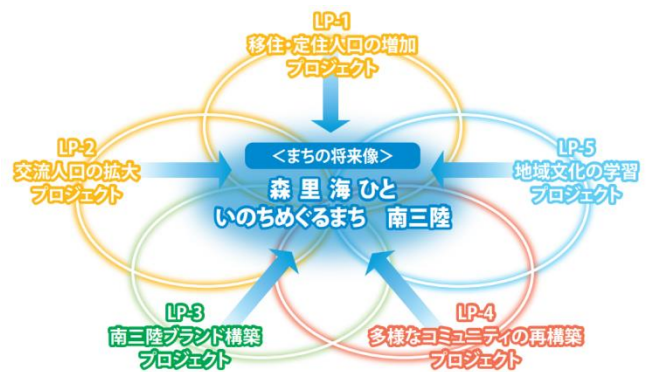 LP-1
移住・定住人口の増加
プロジェクト
LP-2
交流人口の拡大
プロジェクト
LP-5
地域文化の学習
プロジェクト
＜まちの将来像＞
森 里 海 ひと
いのちめぐるまち　南三陸
LP-3
南三陸ブランド構築
プロジェクト
LP-4
多様なコミュニティの再構築
プロジェクト